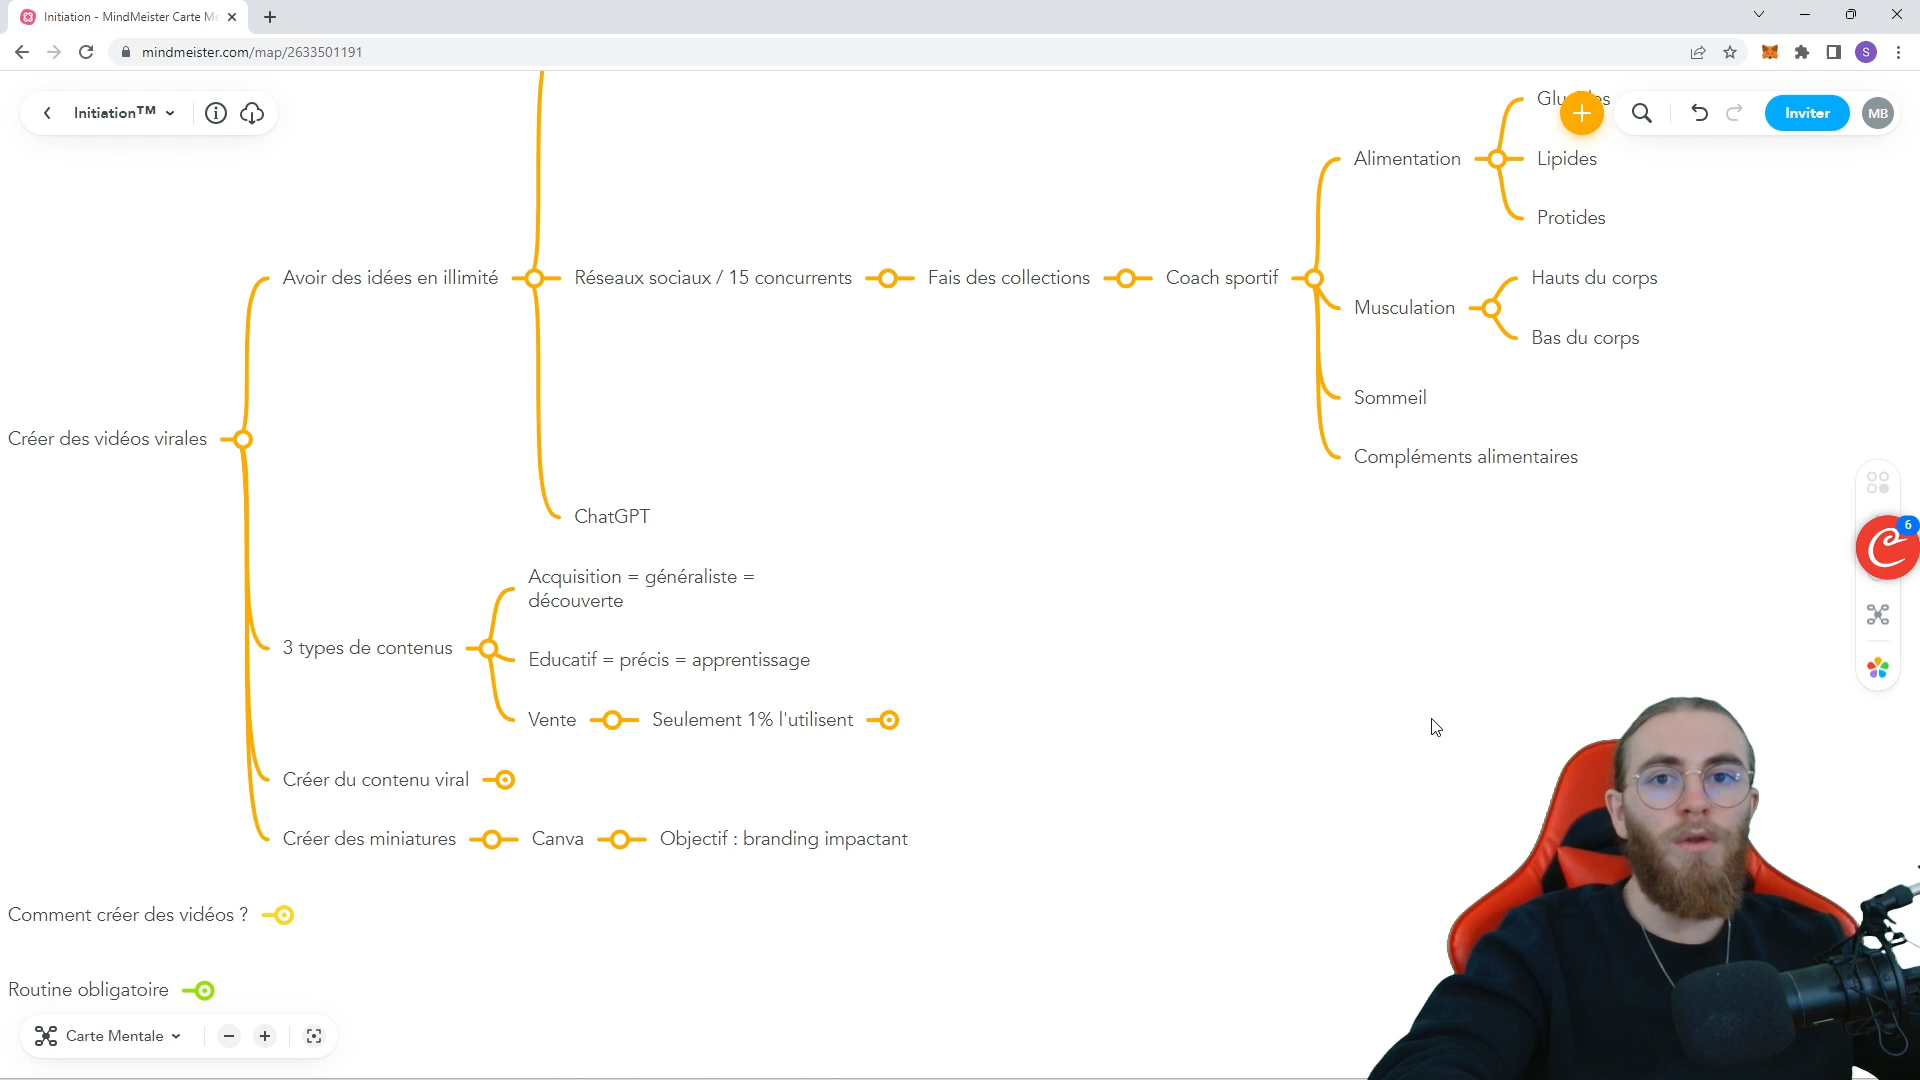 Initiation - MindMeister Carte Me
mindmeister.com/map/2633501191
S
Initiation™
Inviter
MB
Lipides
Alimentation
Protides
Avoir des idées en illimité
Réseaux sociaux / 15 concurrents
Fais des collections
Coach sportif
Hauts du corps
Musculation
Bas du corps
Sommeil
Créer des vidéos virales
Compléments alimentaires
ChatGPT
6
Acquisition = généraliste =
découverte
3 types de contenus
Educatif = précis = apprentissage
Vente
Seulement 1% l'utilisent
Créer du contenu viral
Créer des miniatures
Canva
Objectif : branding impactant
Comment créer des vidéos ?
Routine obligatoire
Carte Mentale